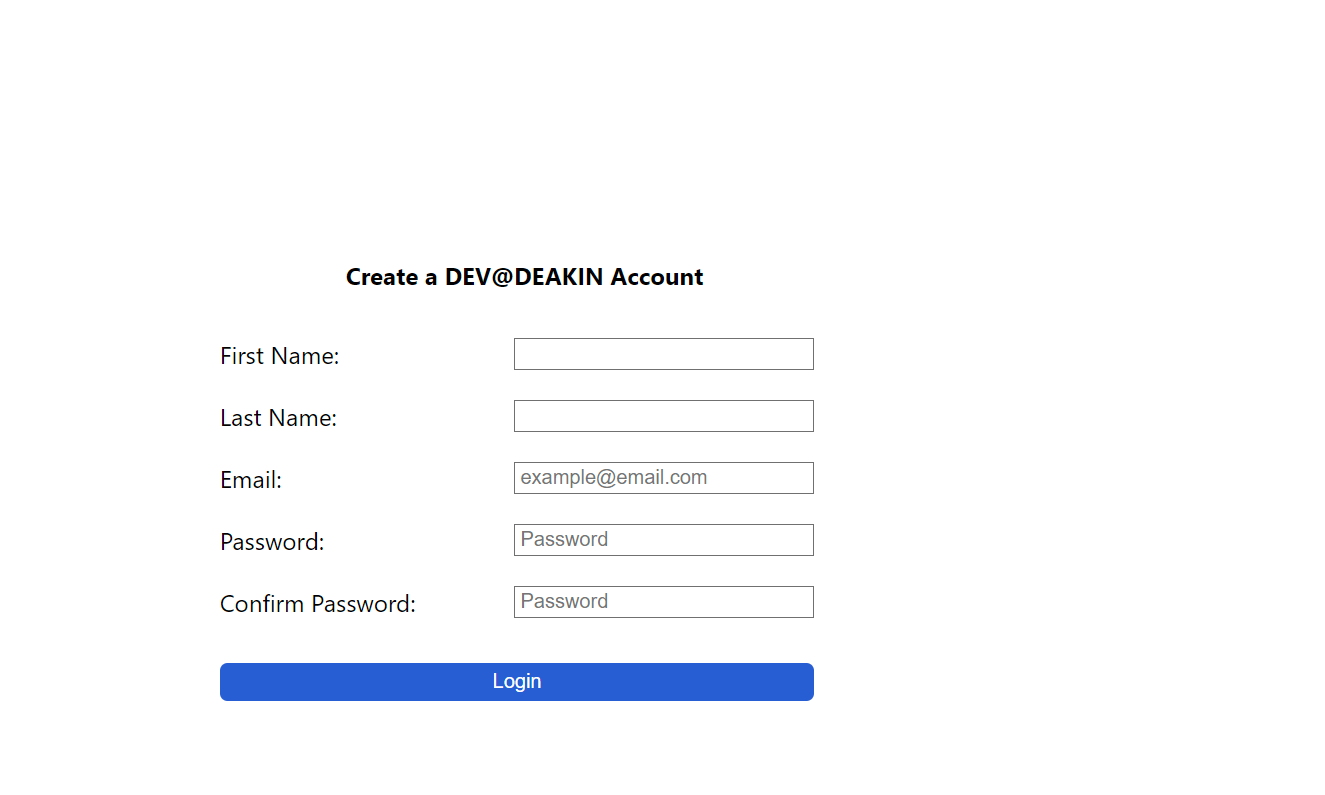 Create a DEV@DEAKIN Account
First Name:
Last Name:
Email: example@email.com
Password: Password
Confirm Password: Password
Login